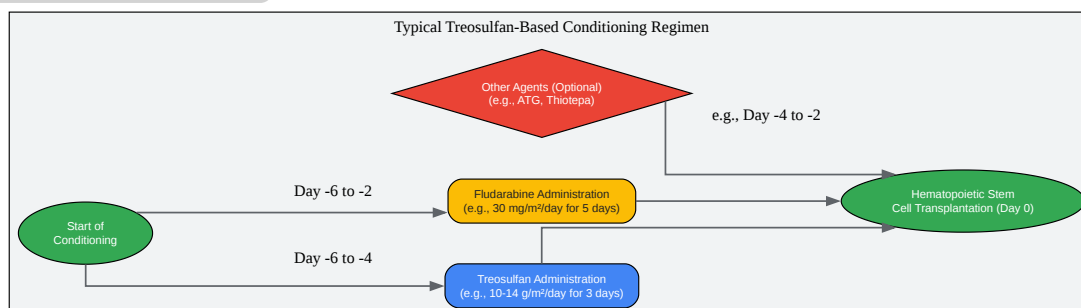 Typical Treosulfan-Based Conditioning Regimen
Other Agents (Optional)
(e.g., ATG, Thiotepa)
e.g., Day -4 to -2
Day -6 to -2
Fludarabine Administration
(e.g., 30 mg/m²/day for 5 days)
Hematopoietic Stem
Cell Transplantation (Day 0)
Start of
Conditioning
Day -6 to -4
Treosulfan Administration
(e.g., 10-14 g/m²/day for 3 days)